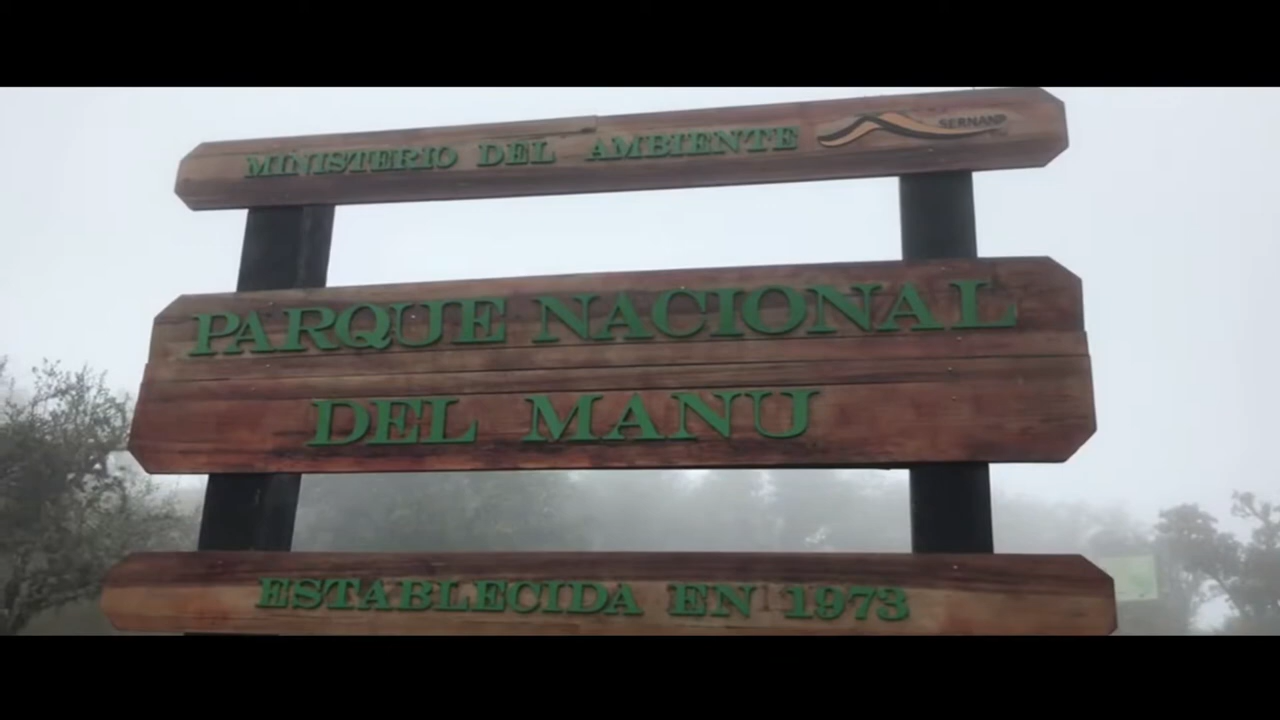 MINISTERIO DEL AMBIENTE SERNANP
PARQUE NACIONAL
DEL MANU
ESTABLECIDA EN 1973